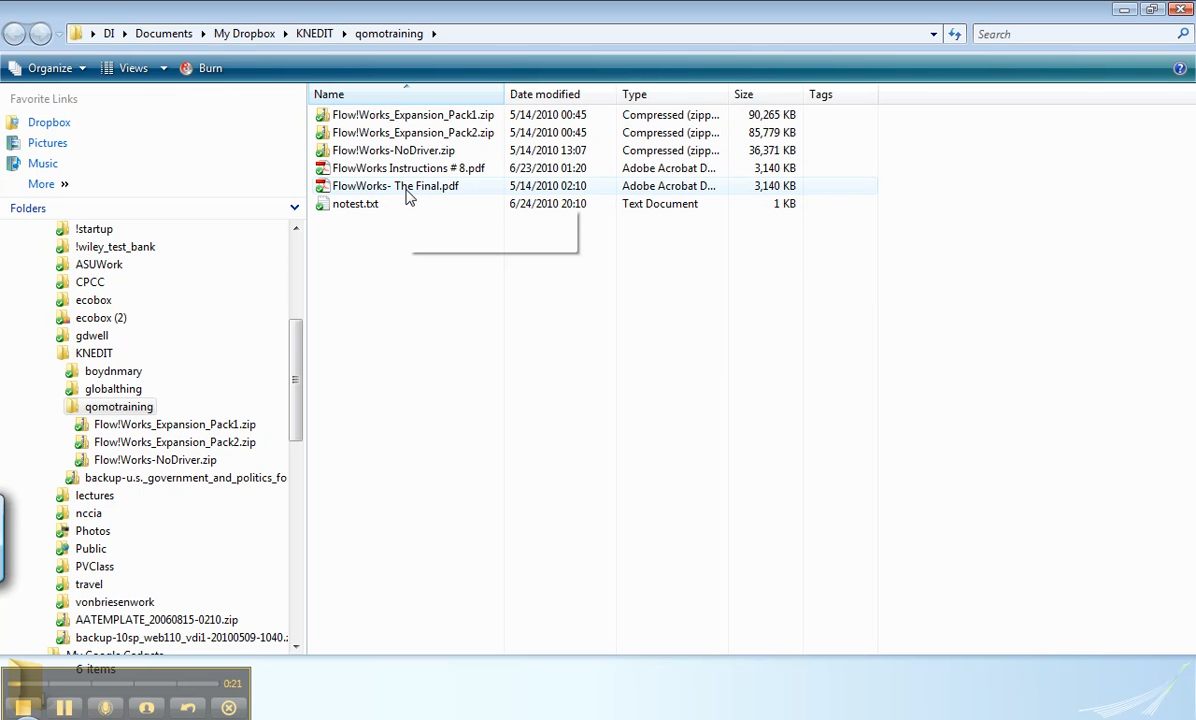 DI ▸ Documents ▸ My Dropbox ▸ KNEDIT ▸ qomotraining ▸
Search
Organize
Views
Burn
Favorite Links
Dropbox
Pictures
Music
More »
Folders
!startup
!wiley_test_bank
ASUWork
CPCC
ecobox
ecobox (2)
gdwell
KNEDIT
boydnmary
globalthing
qomotraining
Flow!Works_Expansion_Pack1.zip
Flow!Works_Expansion_Pack2.zip
Flow!Works-NoDriver.zip
backup-u.s._government_and_politics_fo
lectures
nccia
Photos
Public
PVClass
travel
vonbriesenwork
AATEMPLATE_20060815-0210.zip
backup-10sp_web110_vdi1-20100509-1040.z
My Google Gadgets
Name Date modified Type Size Tags
Flow!Works_Expansion_Pack1.zip 5/14/2010 00:45 Compressed (zipp... 90,265 KB
Flow!Works_Expansion_Pack2.zip 5/14/2010 00:45 Compressed (zipp... 85,779 KB
Flow!Works-NoDriver.zip 5/14/2010 13:07 Compressed (zipp... 36,371 KB
FlowWorks Instructions # 8.pdf 6/23/2010 01:20 Adobe Acrobat D... 3,140 KB
FlowWorks- The Final.pdf 5/14/2010 02:10 Adobe Acrobat D... 3,140 KB
notest.txt 6/24/2010 20:10 Text Document 1 KB
6 items
0:21